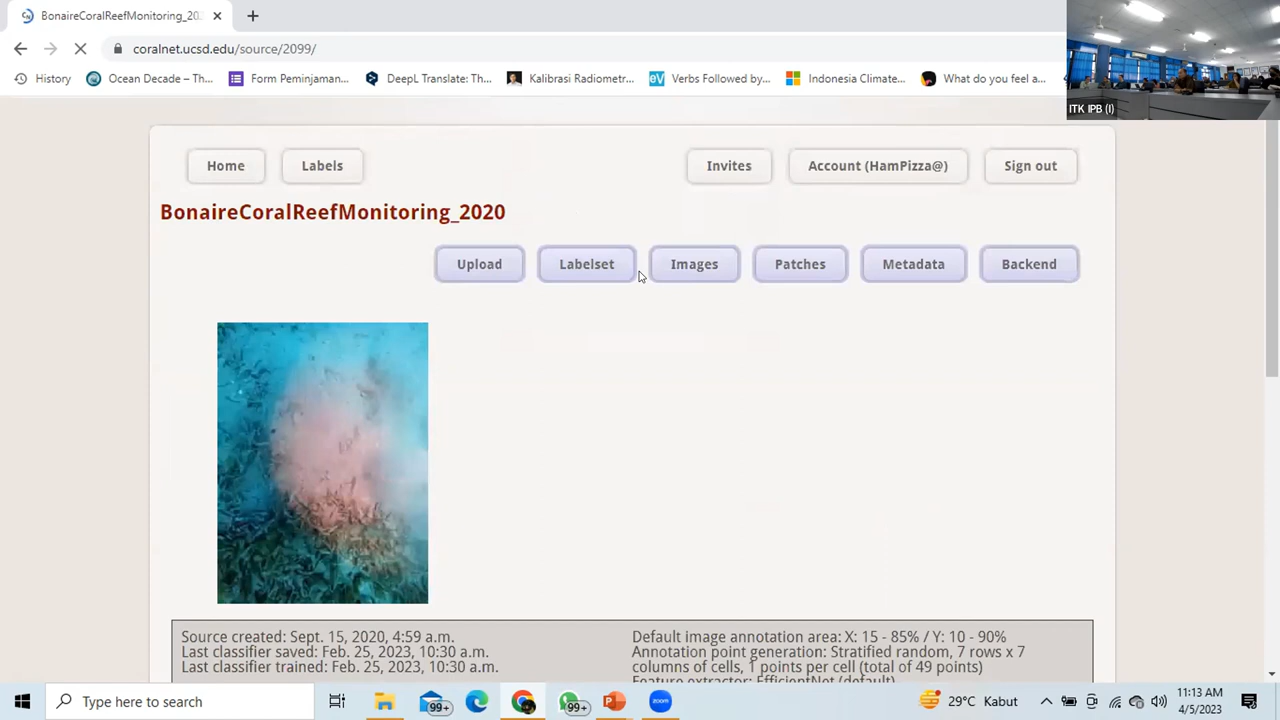 BonaireCoralReefMonitoring_202
coralnet.ucsd.edu/source/2099/
History
Ocean Decade – Th...
Form Peminjaman...
DeepL Translate: Th...
Kalibrasi Radiometr...
Verbs Followed by...
Indonesia Climate...
What do you feel a...
ITK IPB (I)
Home
Labels
Invites
Account (HamPizza@)
Sign out
BonaireCoralReefMonitoring_2020
Upload
Labelset
Images
Patches
Metadata
Backend
Source created: Sept. 15, 2020, 4:59 a.m.
Last classifier saved: Feb. 25, 2023, 10:30 a.m.
Last classifier trained: Feb. 25, 2023, 10:30 a.m.
Default image annotation area: X: 15 - 85% / Y: 10 - 90%
Annotation point generation: Stratified random, 7 rows x 7
columns of cells, 1 points per cell (total of 49 points)
Feature extractor: EfficientNet (default)
Type here to search
99+
99+
29°C Kabut
11:13 AM
4/5/2023